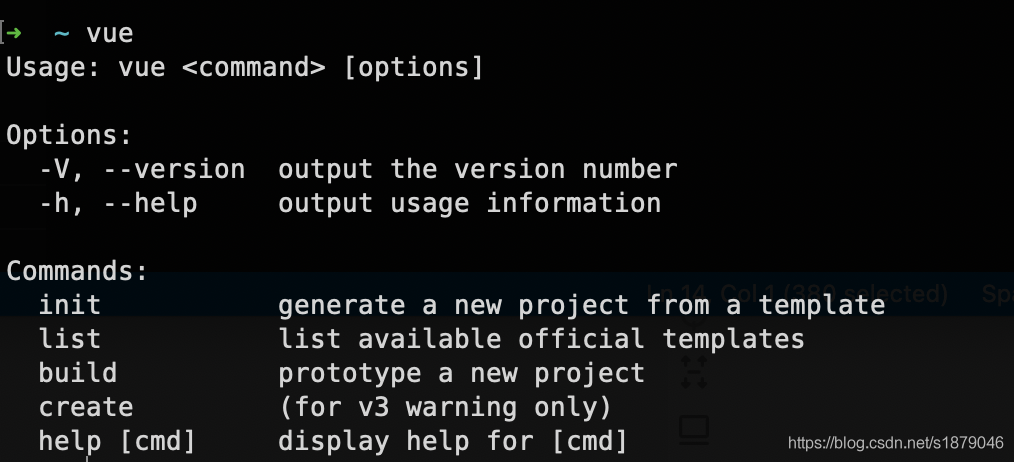 ➜  ~ vue
Usage: vue <command> [options]

Options:
  -V, --version  output the version number
  -h, --help     output usage information

Commands:
  init           generate a new project from a template
  list           list available official templates
  build          prototype a new project
  create         (for v3 warning only)
  help [cmd]     display help for [cmd]
Ln 14, Col 1 (380 selected)    Sp
https://blog.csdn.net/s1879046